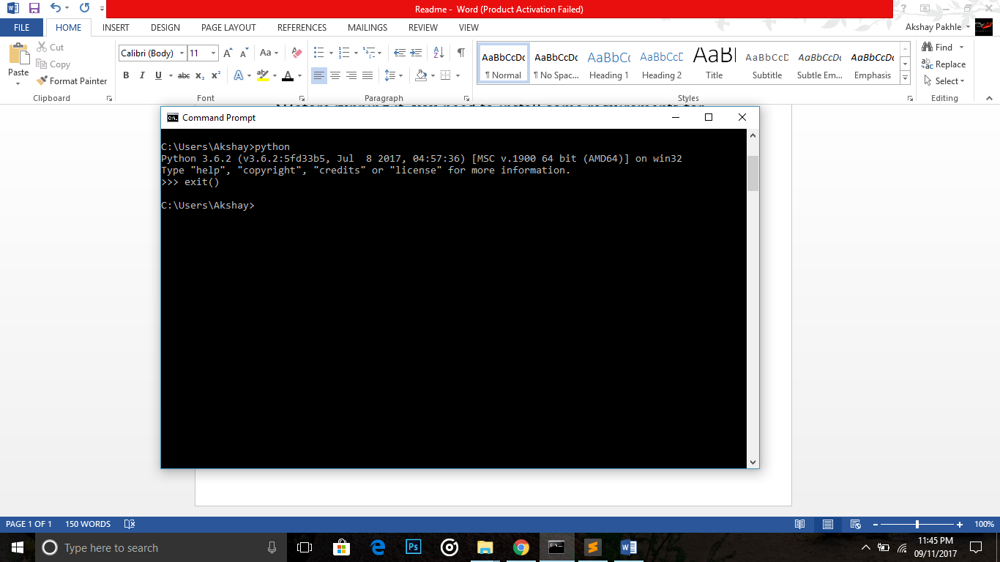 Readme - Word (Product Activation Failed)
FILE HOME INSERT DESIGN PAGE LAYOUT REFERENCES MAILINGS REVIEW VIEW Akshay Pakhle
Paste Cut Copy Format Painter
Calibri (Body) 11
AaBbCcDc AaBbCcDc AaBbCc AaBbCcD AaBl AaBbCcD AaBbCcDc AaBbCcDc
¶ Normal ¶ No Spac... Heading 1 Heading 2 Title Subtitle Subtle Em... Emphasis
Find Replace Select
Clipboard Font Paragraph Styles Editing
Command Prompt
C:\Users\Akshay>python
Python 3.6.2 (v3.6.2:5fd33b5, Jul  8 2017, 04:57:36) [MSC v.1900 64 bit (AMD64)] on win32
Type "help", "copyright", "credits" or "license" for more information.
>>> exit()
C:\Users\Akshay>
PAGE 1 OF 1 150 WORDS 100%
Type here to search
11:45 PM
09/11/2017